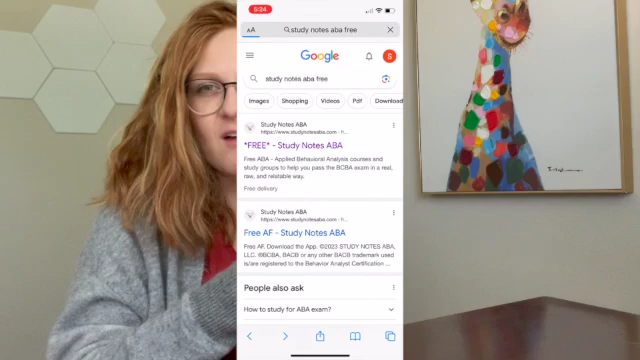 5:34
AA study notes aba free
Google
S
study notes aba free
Images Shopping Videos Pdf Download
Study Notes ABA
https://www.studynotesaba.com › fr...
*FREE* - Study Notes ABA
Free ABA - Applied Behavioral Analysis courses and
study groups to help you pass the BCBA exam in a real,
raw, and relatable way.
Free delivery
Study Notes ABA
https://www.studynotesaba.com › fr...
Free AF - Study Notes ABA
Free AF. Download the App. ©2023 STUDY NOTES ABA,
LLC. ®BCBA, BACB or any other BACB trademark used
is/are registered to the Behavior Analyst Certification ...
People also ask
How to study for ABA exam?